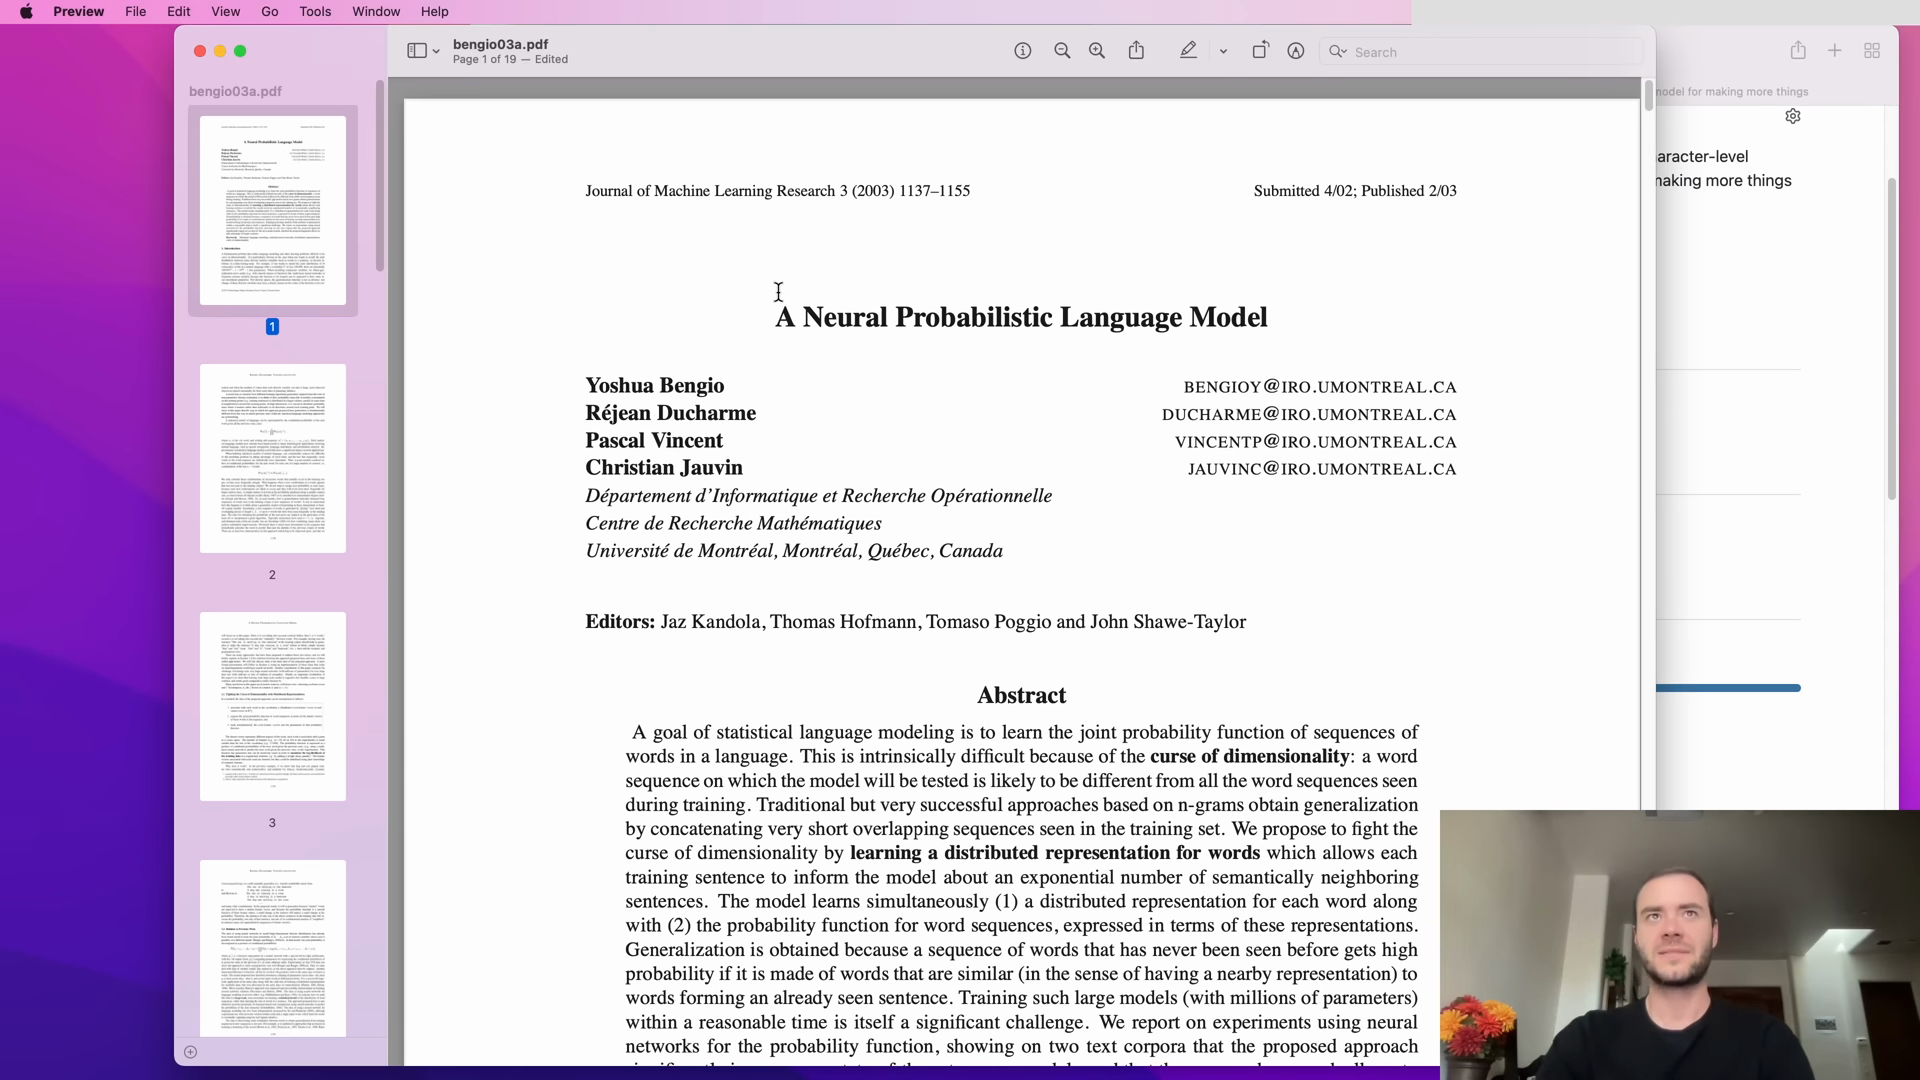 Preview File Edit View Go Tools Window Help
bengio03a.pdf
Page 1 of 19 — Edited
Search
bengio03a.pdf
1
2
3
model for making more things
aracter-level
making more things
Journal of Machine Learning Research 3 (2003) 1137–1155 Submitted 4/02; Published 2/03
A Neural Probabilistic Language Model
Yoshua Bengio BENGIOY@IRO.UMONTREAL.CA
Réjean Ducharme DUCHARME@IRO.UMONTREAL.CA
Pascal Vincent VINCENTP@IRO.UMONTREAL.CA
Christian Jauvin JAUVINC@IRO.UMONTREAL.CA
Département d'Informatique et Recherche Opérationnelle
Centre de Recherche Mathématiques
Université de Montréal, Montréal, Québec, Canada
Editors: Jaz Kandola, Thomas Hofmann, Tomaso Poggio and John Shawe-Taylor
Abstract
A goal of statistical language modeling is to learn the joint probability function of sequences of
words in a language. This is intrinsically difficult because of the curse of dimensionality: a word
sequence on which the model will be tested is likely to be different from all the word sequences seen
during training. Traditional but very successful approaches based on n-grams obtain generalization
by concatenating very short overlapping sequences seen in the training set. We propose to fight the
curse of dimensionality by learning a distributed representation for words which allows each
training sentence to inform the model about an exponential number of semantically neighboring
sentences. The model learns simultaneously (1) a distributed representation for each word along
with (2) the probability function for word sequences, expressed in terms of these representations.
Generalization is obtained because a sequence of words that has never been seen before gets high
probability if it is made of words that are similar (in the sense of having a nearby representation) to
words forming an already seen sentence. Training such large models (with millions of parameters)
within a reasonable time is itself a significant challenge. We report on experiments using neural
networks for the probability function, showing on two text corpora that the proposed approach